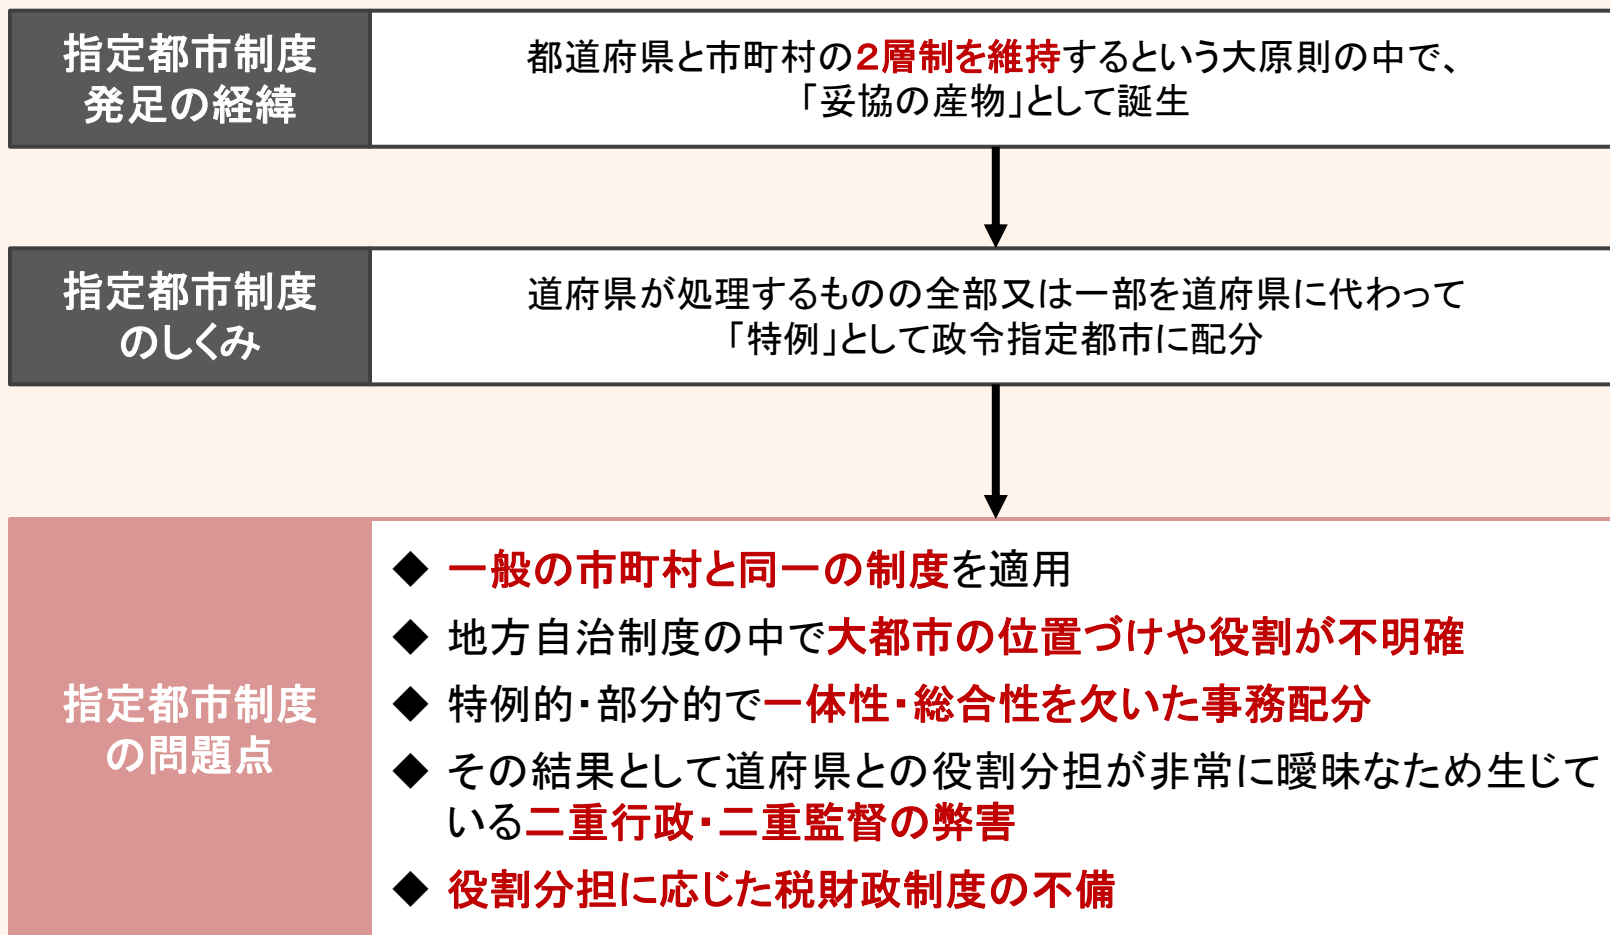 指定都市制度
発足の経緯
都道府県と市町村の２層制を維持するという大原則の中で、
「妥協の産物」として誕生
指定都市制度
のしくみ
道府県が処理するものの全部又は一部を道府県に代わって
「特例」として政令指定都市に配分
指定都市制度
の問題点
◆ 一般の市町村と同一の制度を適用
◆ 地方自治制度の中で大都市の位置づけや役割が不明確
◆ 特例的・部分的で一体性・総合性を欠いた事務配分
◆ その結果として道府県との役割分担が非常に曖昧なため生じて
いる二重行政・二重監督の弊害
◆ 役割分担に応じた税財政制度の不備